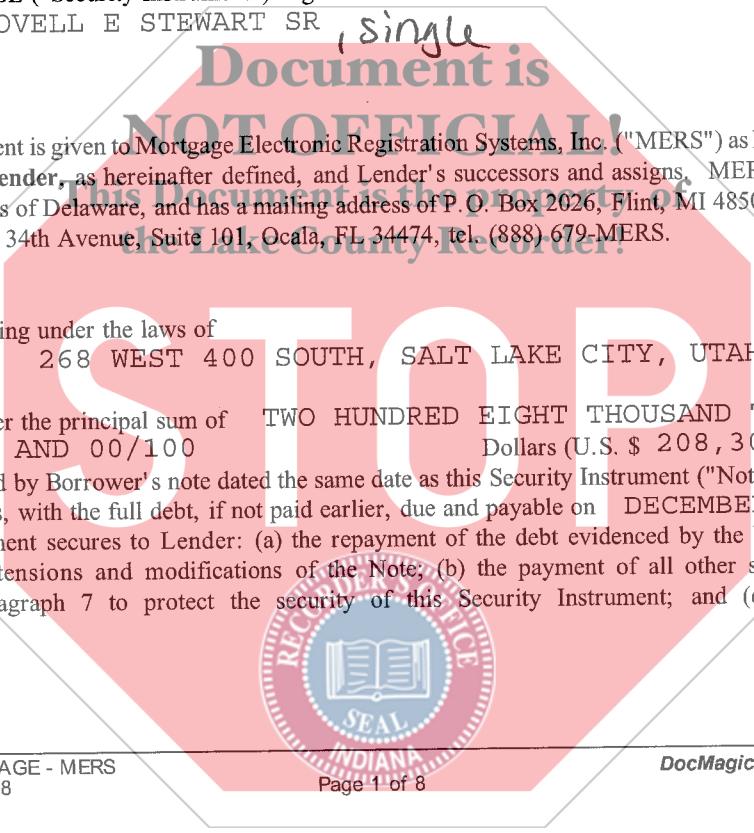 OVELL E STEWART SR , single
Document is
NOT OFFICIAL!
ent is given to Mortgage Electronic Registration Systems, Inc. ("MERS") as
ender, as hereinafter defined, and Lender's successors and assigns. MER
This Document is the property of
s of Delaware, and has a mailing address of P.O. Box 2026, Flint, MI 4850
34th Avenue, Suite 101, Ocala, FL 34474, tel. (888) 679-MERS.
the Lake County Recorder!
STOP
ing under the laws of
268 WEST 400 SOUTH, SALT LAKE CITY, UTAH
er the principal sum of TWO HUNDRED EIGHT THOUSAND T
AND 00/100 Dollars (U.S. $ 208,30
d by Borrower's note dated the same date as this Security Instrument ("Not
s, with the full debt, if not paid earlier, due and payable on DECEMBER
ment secures to Lender: (a) the repayment of the debt evidenced by the
tensions and modifications of the Note; (b) the payment of all other s
agraph 7 to protect the security of this Security Instrument; and (c
RECORDER'S OFFICE
SEAL
INDIANA
AGE - MERS DocMagic
8 Page 1 of 8